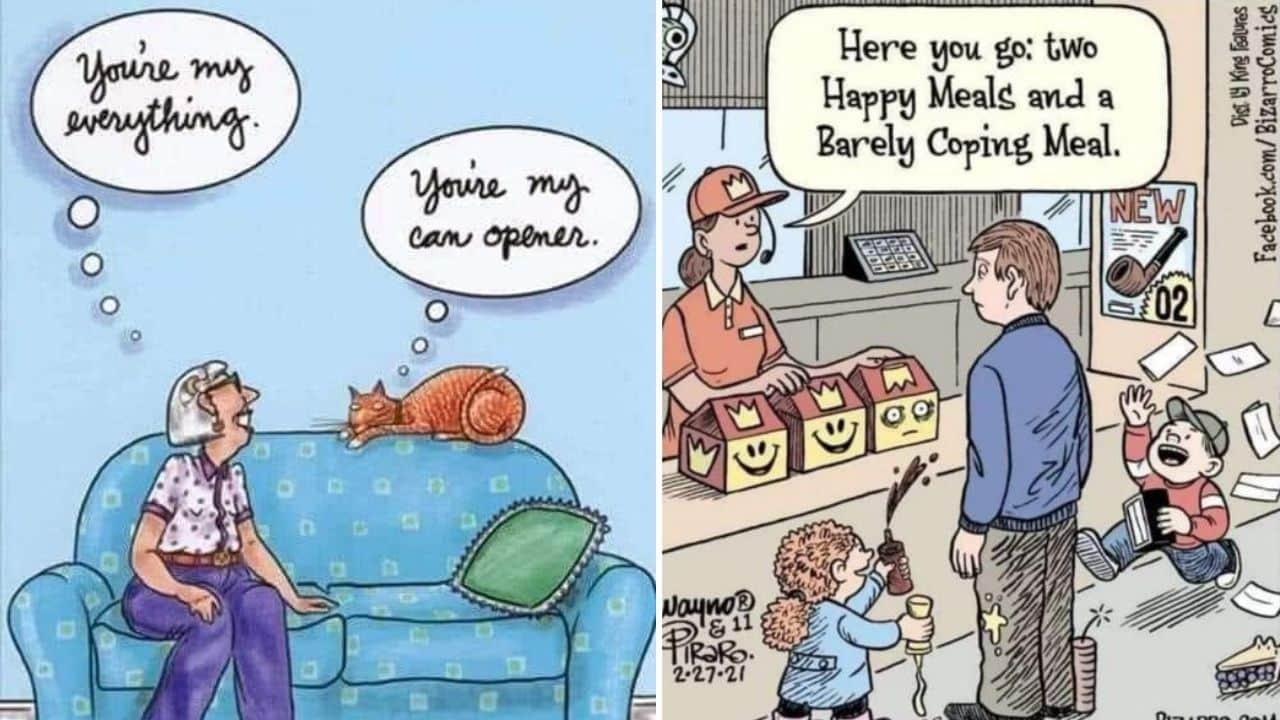 You're my
everything.
You're my
can opener.
Here you go: two
Happy Meals and a
Barely Coping Meal.
NEW
02
Dist. by King Features
Facebook.com/BizarroComics
Wayno®
& 11
PIRARO.
2·27·21